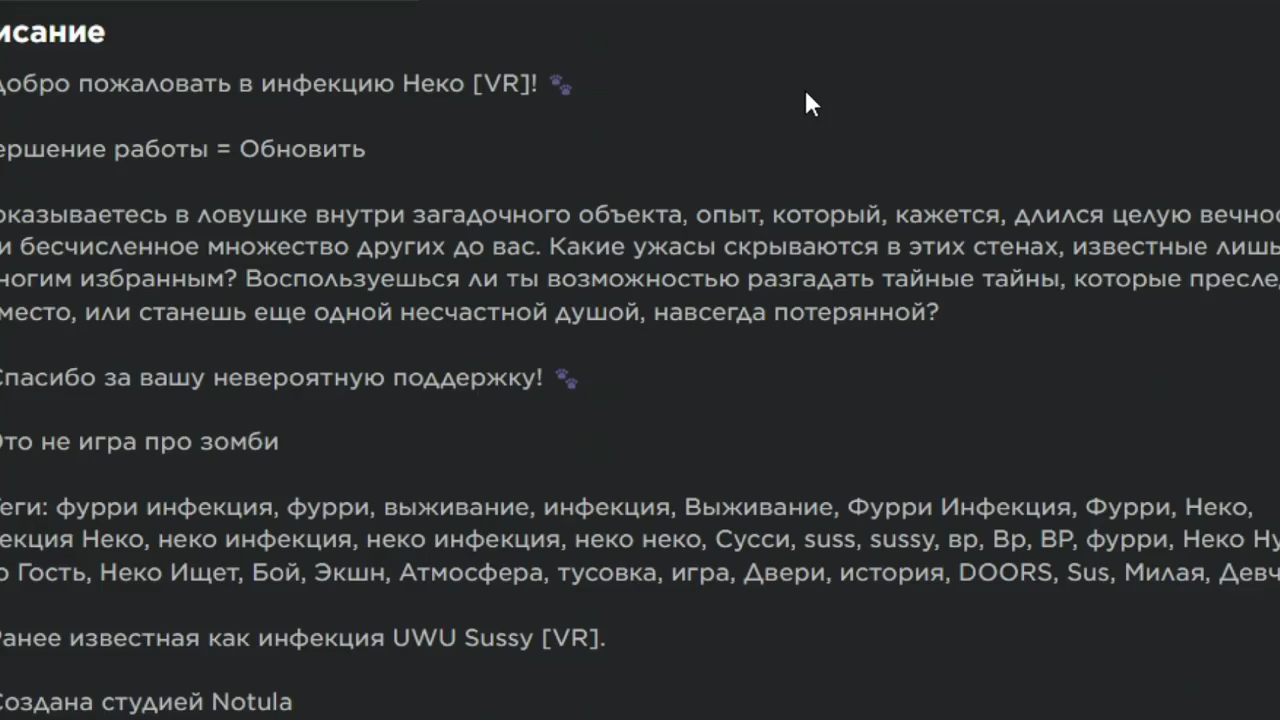 исание
добро пожаловать в инфекцию Неко [VR]!
ершение работы = Обновить
оказываетесь в ловушке внутри загадочного объекта, опыт, который, кажется, длился целую вечнос
и бесчисленное множество других до вас. Какие ужасы скрываются в этих стенах, известные лишь
ногим избранным? Воспользуешься ли ты возможностью разгадать тайные тайны, которые пресле
место, или станешь еще одной несчастной душой, навсегда потерянной?
Спасибо за вашу невероятную поддержку!
Это не игра про зомби
Теги: фурри инфекция, фурри, выживание, инфекция, Выживание, Фурри Инфекция, Фурри, Неко,
екция Неко, неко инфекция, неко инфекция, неко неко, Сусси, suss, sussy, вр, Вр, ВР, фурри, Неко Ну
о Гость, Неко Ищет, Бой, Экшн, Атмосфера, тусовка, игра, Двери, история, DOORS, Sus, Милая, Девч
Ранее известная как инфекция UWU Sussy [VR].
Создана студией Notula